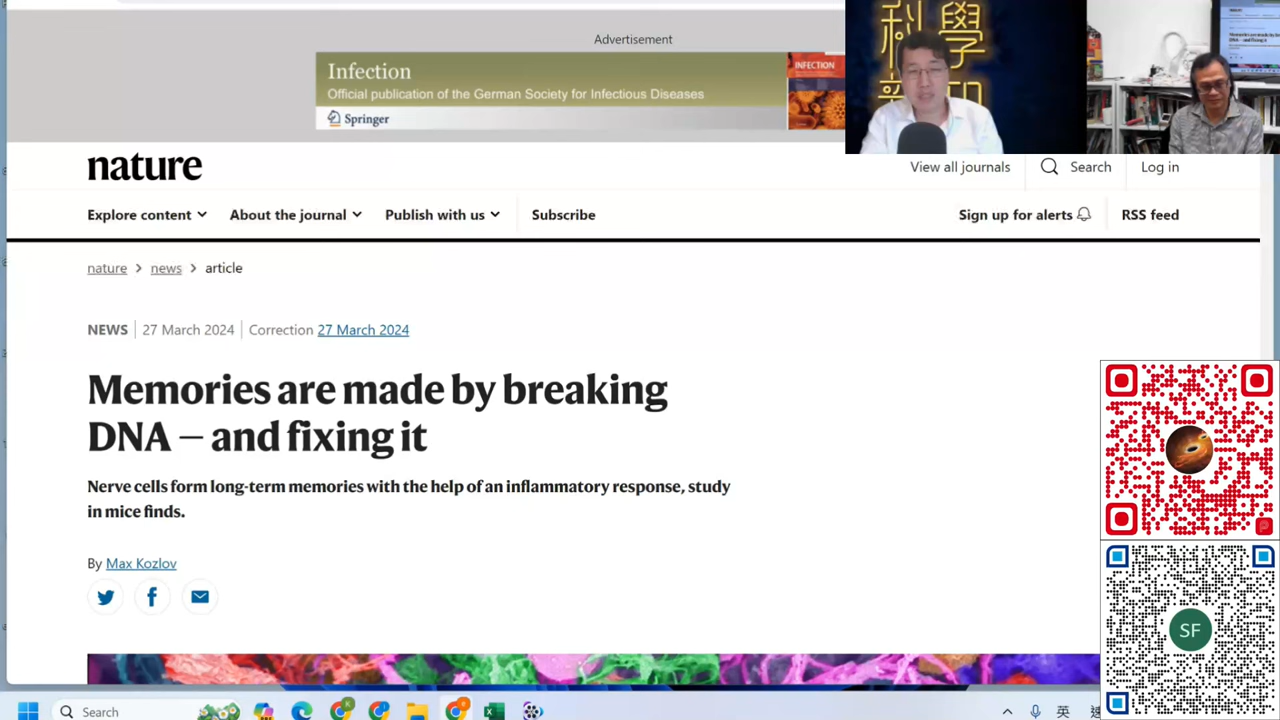 Advertisement
Infection
Official publication of the German Society for Infectious Diseases
Springer
INFECTION
科學
nature
View all journals
Search
Log in
Explore content
About the journal
Publish with us
Subscribe
Sign up for alerts
RSS feed
nature > news > article
NEWS | 27 March 2024 | Correction 27 March 2024
Memories are made by breaking
DNA — and fixing it
Nerve cells form long-term memories with the help of an inflammatory response, study
in mice finds.
By Max Kozlov
SF
Search
英